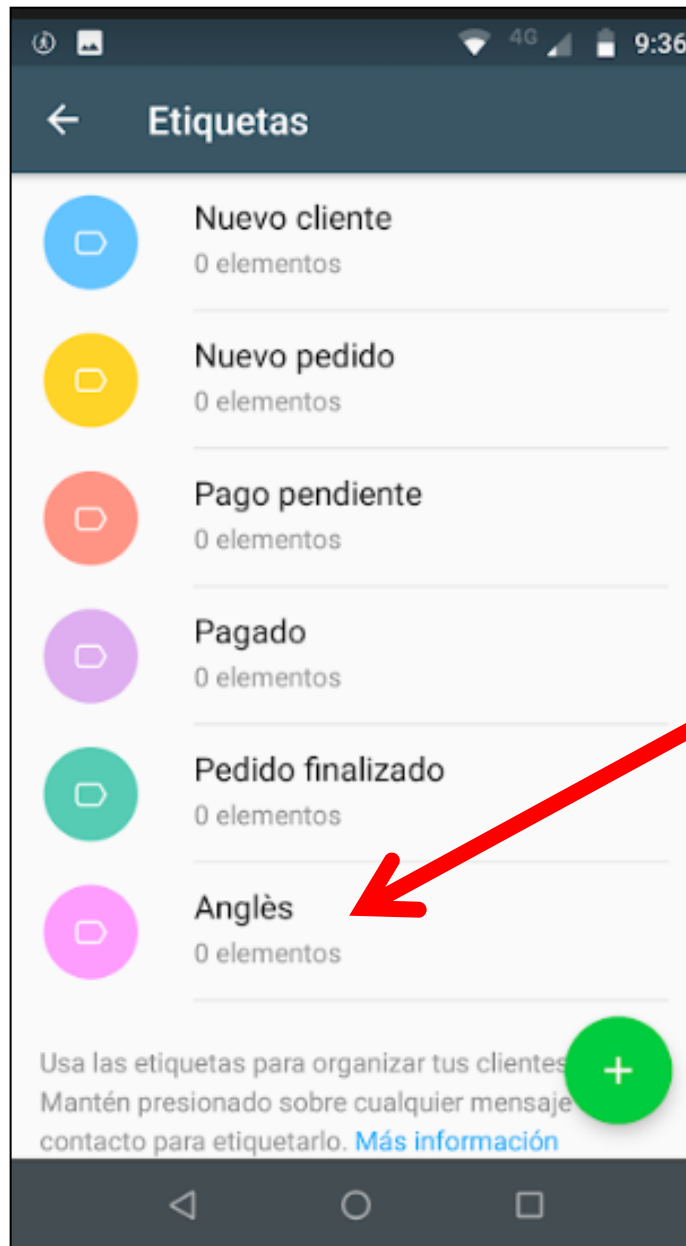 4G 9:36
Etiquetas
Nuevo cliente
0 elementos
Nuevo pedido
0 elementos
Pago pendiente
0 elementos
Pagado
0 elementos
Pedido finalizado
0 elementos
Anglès
0 elementos
Usa las etiquetas para organizar tus clientes
Mantén presionado sobre cualquier mensaje
contacto para etiquetarlo. Más información